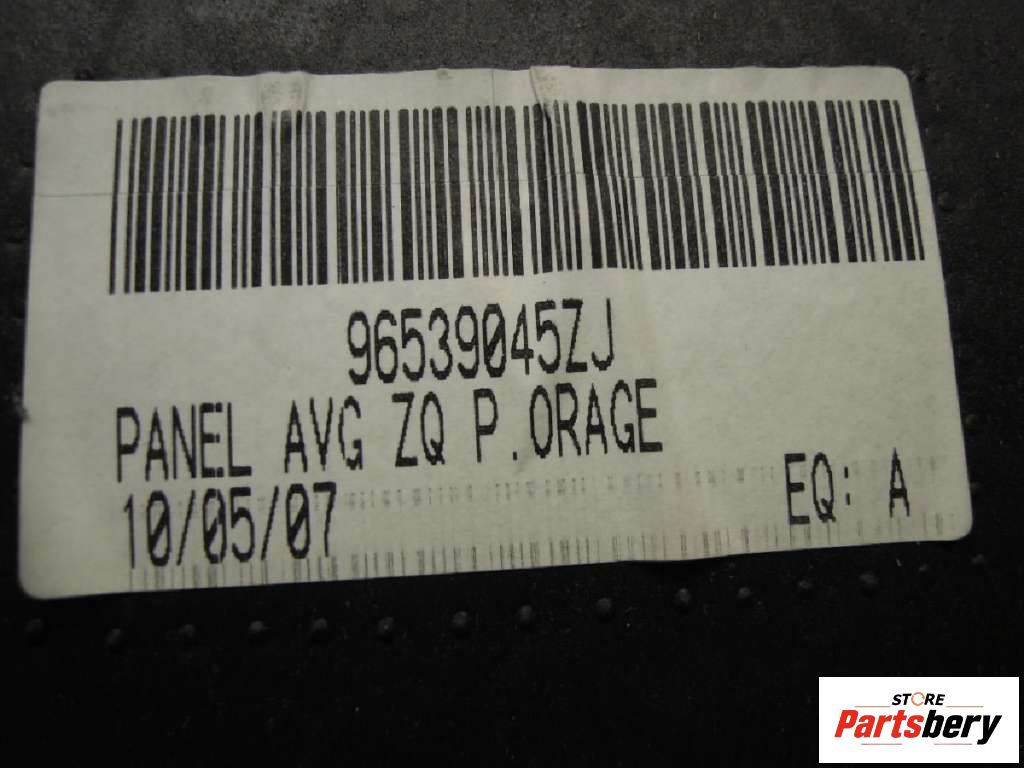 96539045ZJ
PANEL AVG ZQ P.ORAGE
10/05/07 EQ: A
STORE
Partsbery